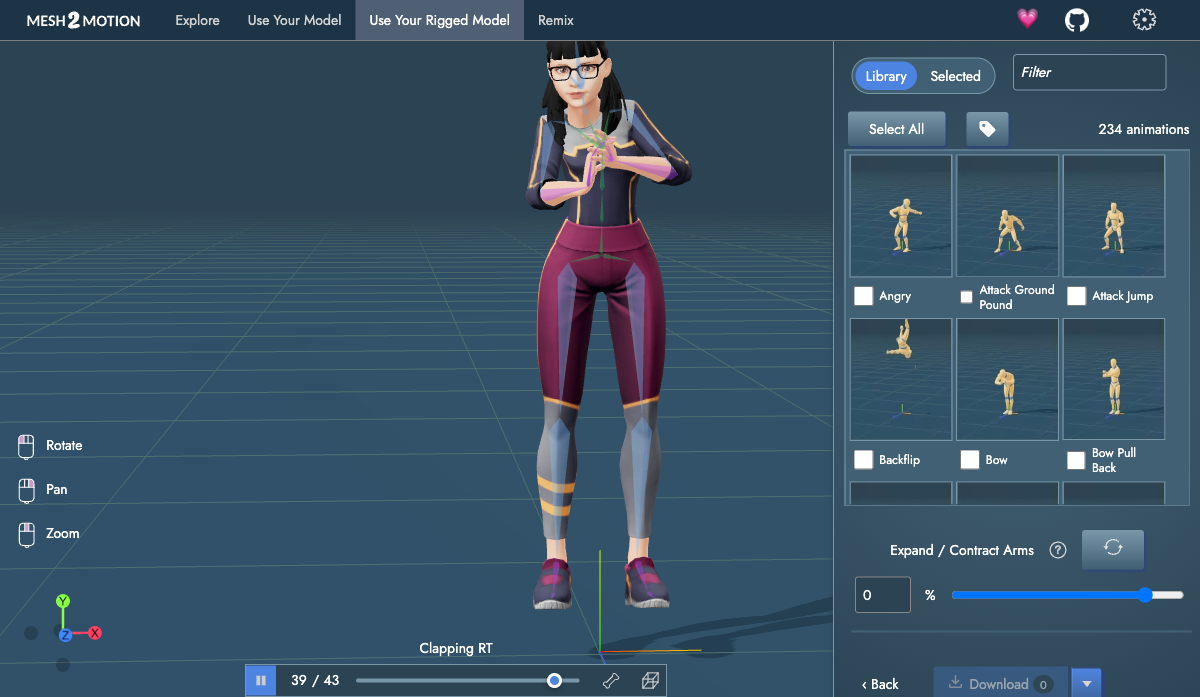 MESH2MOTION
Explore
Use Your Model
Use Your Rigged Model
Remix
Library
Selected
Filter
Select All
234 animations
Angry
Attack Ground
Pound
Attack Jump
Backflip
Bow
Bow Pull
Back
Rotate
Pan
Zoom
Expand / Contract Arms
?
0
%
Y
Z
X
Clapping RT
39 / 43
‹ Back
Download 0